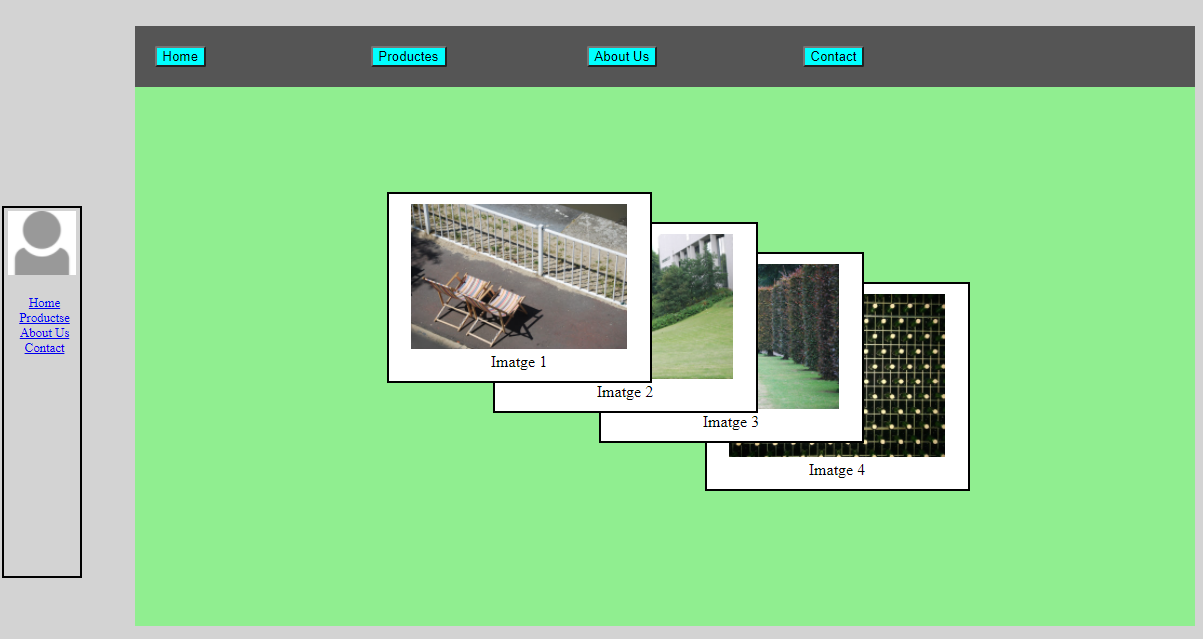 Home
Productes
About Us
Contact
Home
Productse
About Us
Contact
Imatge 1
Imatge 2
Imatge 3
Imatge 4